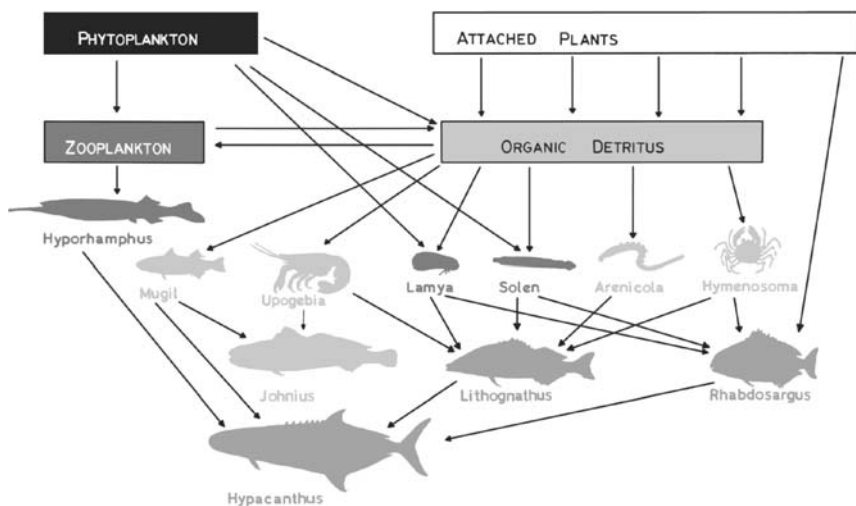 PHYTOPLANKTON
ATTACHED PLANTS
ZOOPLANKTON
ORGANIC DETRITUS
Hyporhamphus
Mugil
Upogebia
Lamya
Solen
Arenicola
Hymenosoma
Johnius
Lithognathus
Rhabdosargus
Hypacanthus